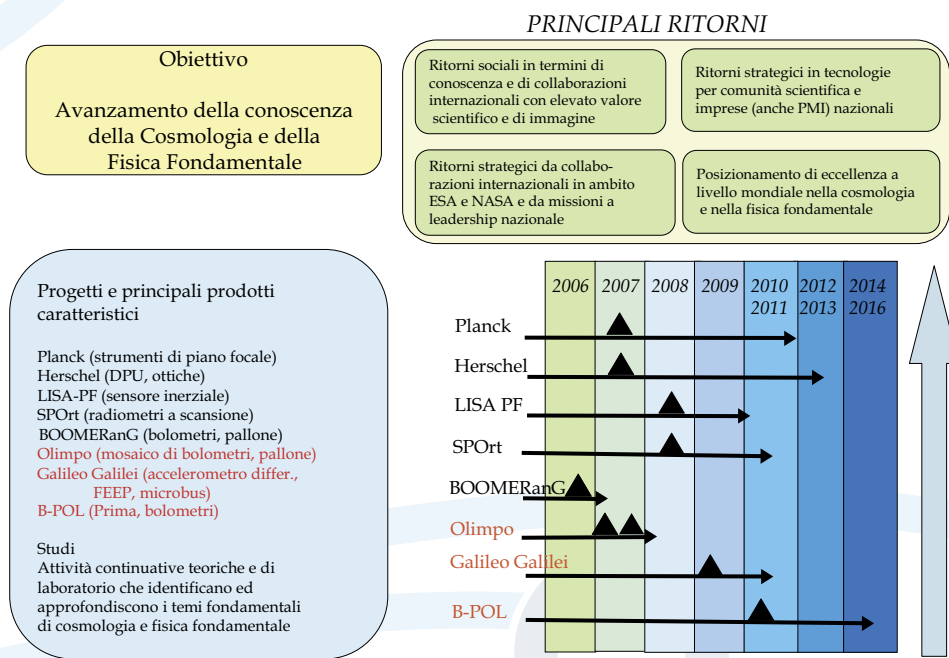 PRINCIPALI RITORNI
Obiettivo
Avanzamento della conoscenza
della Cosmologia e della
Fisica Fondamentale
Ritorni sociali in termini di
conoscenza e di collaborazioni
internazionali con elevato valore
scientifico e di immagine
Ritorni strategici in tecnologie
per comunità scientifica e
imprese (anche PMI) nazionali
Ritorni strategici da collabo-
razioni internazionali in ambito
ESA e NASA e da missioni a
leadership nazionale
Posizionamento di eccellenza a
livello mondiale nella cosmologia
e nella fisica fondamentale
Progetti e principali prodotti
caratteristici
Planck (strumenti di piano focale)
Herschel (DPU, ottiche)
LISA-PF (sensore inerziale)
SPOrt (radiometri a scansione)
BOOMERanG (bolometri, pallone)
Olimpo (mosaico di bolometri, pallone)
Galileo Galilei (accelerometro differ.,
FEEP, microbus)
B-POL (Prima, bolometri)
Studi
Attività continuative teoriche e di
laboratorio che identificano ed
approfondiscono i temi fondamentali
di cosmologia e fisica fondamentale
2006 2007 2008 2009 2010 2012 2014
2011 2013 2016
Planck
Herschel
LISA PF
SPOrt
BOOMERanG
Olimpo
Galileo Galilei
B-POL